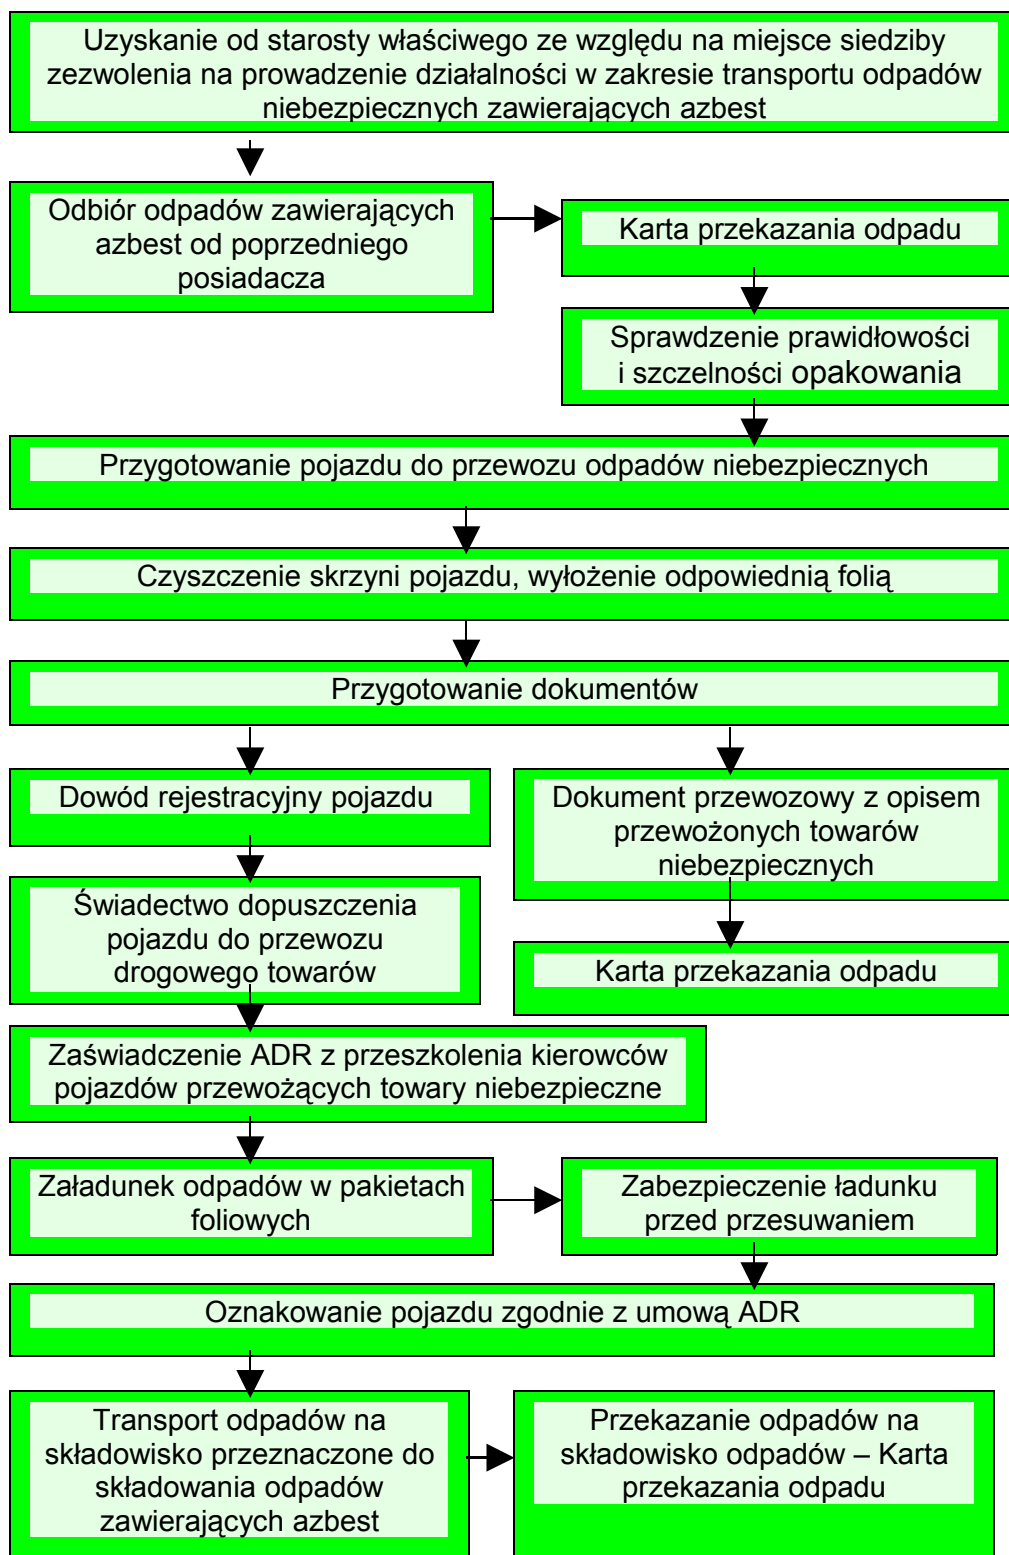 Uzyskanie od starosty właściwego ze względu na miejsce siedziby
zezwolenia na prowadzenie działalności w zakresie transportu odpadów
niebezpiecznych zawierających azbest
Odbiór odpadów zawierających
azbest od poprzedniego
posiadacza
Karta przekazania odpadu
Sprawdzenie prawidłowości
i szczelności opakowania
Przygotowanie pojazdu do przewozu odpadów niebezpiecznych
Czyszczenie skrzyni pojazdu, wyłożenie odpowiednią folią
Przygotowanie dokumentów
Dowód rejestracyjny pojazdu
Dokument przewozowy z opisem
przewożonych towarów
niebezpiecznych
Świadectwo dopuszczenia
pojazdu do przewozu
drogowego towarów
Karta przekazania odpadu
Zaświadczenie ADR z przeszkolenia kierowców
pojazdów przewożących towary niebezpieczne
Załadunek odpadów w pakietach
foliowych
Zabezpieczenie ładunku
przed przesuwaniem
Oznakowanie pojazdu zgodnie z umową ADR
Transport odpadów na
składowisko przeznaczone do
składowania odpadów
zawierających azbest
Przekazanie odpadów na
składowisko odpadów – Karta
przekazania odpadu